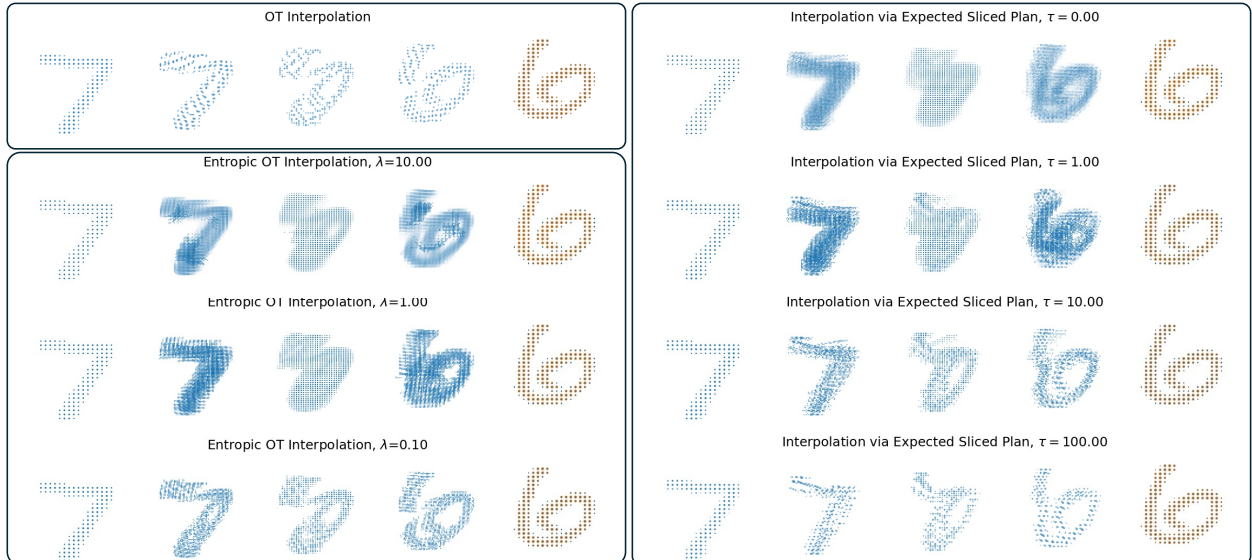 OT Interpolation
Entropic OT Interpolation, λ=10.00
Entropic OT Interpolation, λ=1.00
Entropic OT Interpolation, λ=0.10
Interpolation via Expected Sliced Plan, τ = 0.00
Interpolation via Expected Sliced Plan, τ = 1.00
Interpolation via Expected Sliced Plan, τ = 10.00
Interpolation via Expected Sliced Plan, τ = 100.00